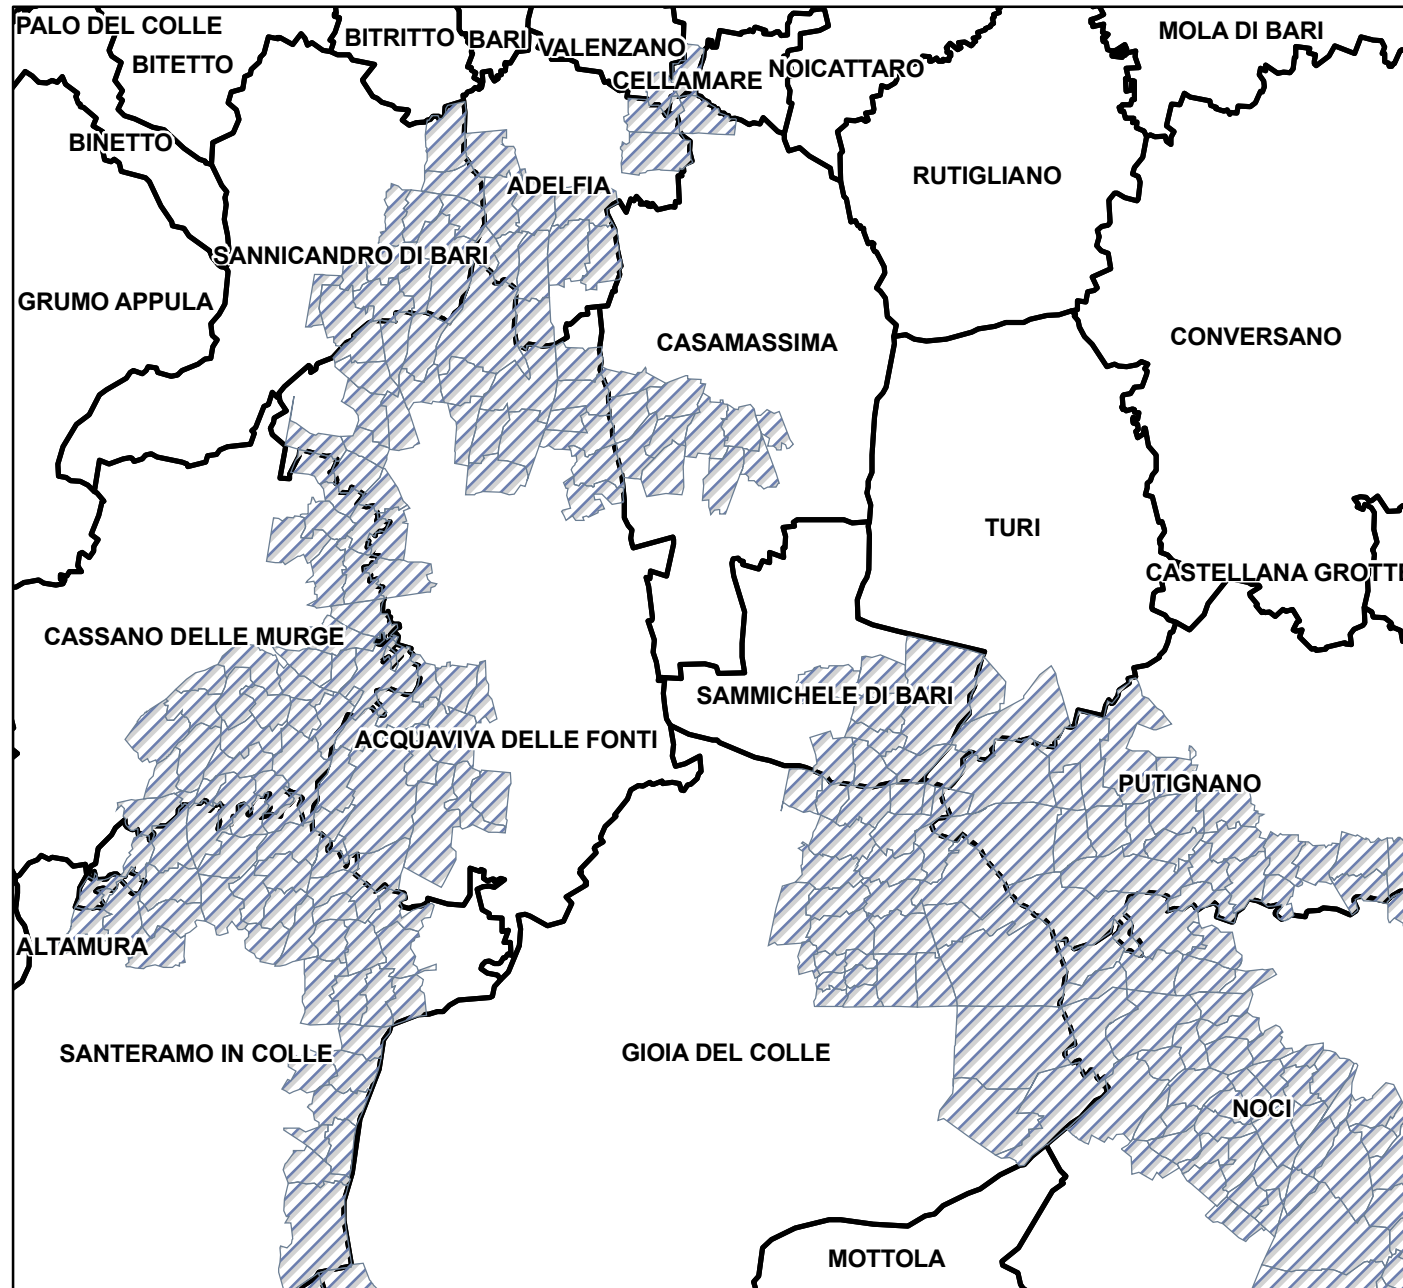 PALO DEL COLLE
BITETTO
BITRITTO
BARI
VALENZANO
CELLAMARE
NOICATTARO
MOLA DI BARI
BINETTO
ADELFIA
RUTIGLIANO
SANNICANDRO DI BARI
GRUMO APPULA
CASAMASSIMA
CONVERSANO
TURI
CASTELLANA GROTTE
CASSANO DELLE MURGE
SAMMICHELE DI BARI
ACQUAVIVA DELLE FONTI
PUTIGNANO
ALTAMURA
SANTERAMO IN COLLE
GIOIA DEL COLLE
NOCI
MOTTOLA